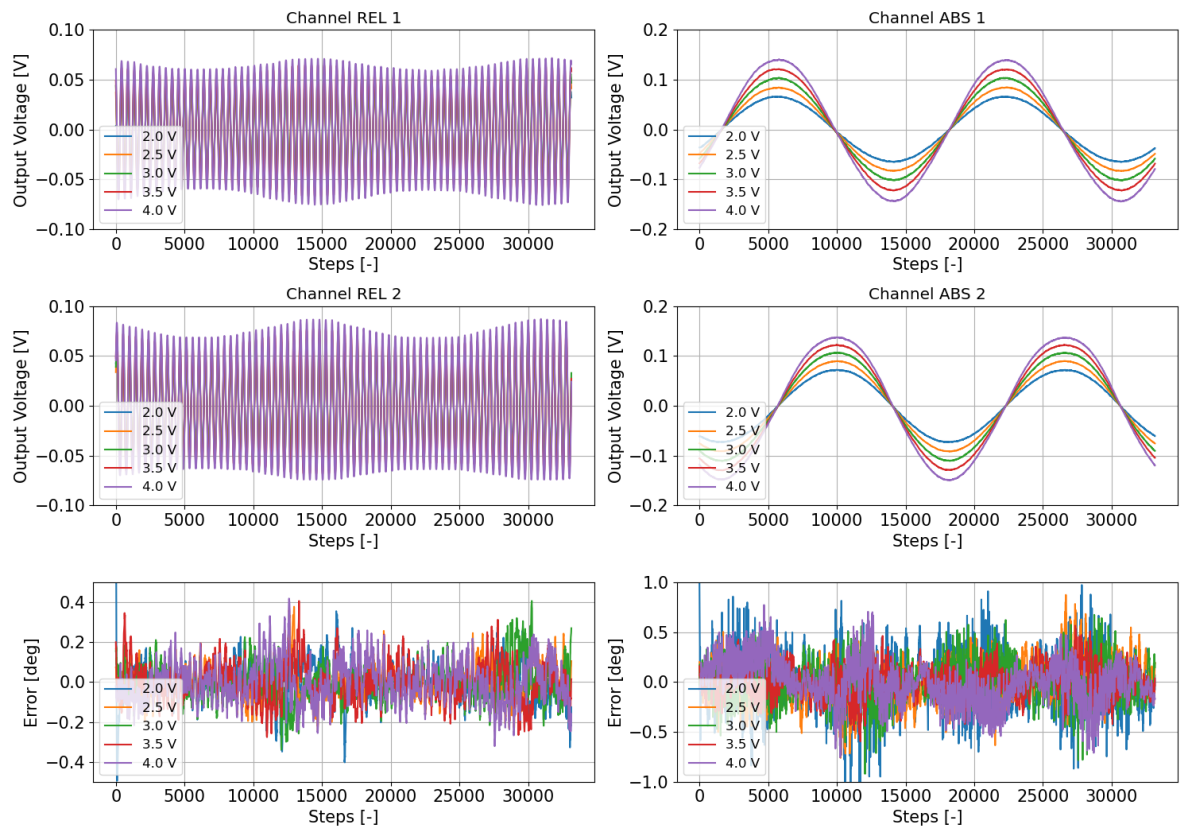 Channel REL 1
Output Voltage [V]
0.10
0.05
0.00
−0.05
−0.10
2.0 V
2.5 V
3.0 V
3.5 V
4.0 V
0 5000 10000 15000 20000 25000 30000
Steps [-]
Channel ABS 1
Output Voltage [V]
0.2
0.1
0.0
−0.1
−0.2
2.0 V
2.5 V
3.0 V
3.5 V
4.0 V
0 5000 10000 15000 20000 25000 30000
Steps [-]
Channel REL 2
Output Voltage [V]
0.10
0.05
0.00
−0.05
−0.10
2.0 V
2.5 V
3.0 V
3.5 V
4.0 V
0 5000 10000 15000 20000 25000 30000
Steps [-]
Channel ABS 2
Output Voltage [V]
0.2
0.1
0.0
−0.1
−0.2
2.0 V
2.5 V
3.0 V
3.5 V
4.0 V
0 5000 10000 15000 20000 25000 30000
Steps [-]
Error [deg]
0.4
0.2
0.0
−0.2
−0.4
2.0 V
2.5 V
3.0 V
3.5 V
4.0 V
0 5000 10000 15000 20000 25000 30000
Steps [-]
Error [deg]
1.0
0.5
0.0
−0.5
−1.0
2.0 V
2.5 V
3.0 V
3.5 V
4.0 V
0 5000 10000 15000 20000 25000 30000
Steps [-]